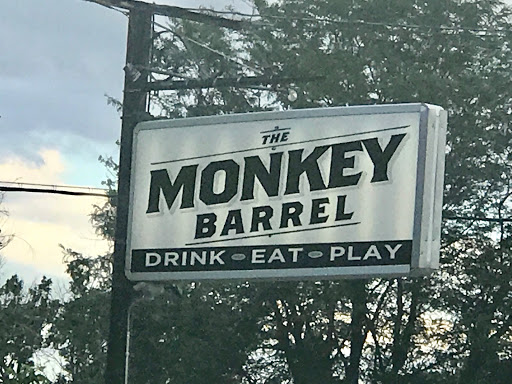 THE
MONKEY
BARREL
DRINK EAT PLAY